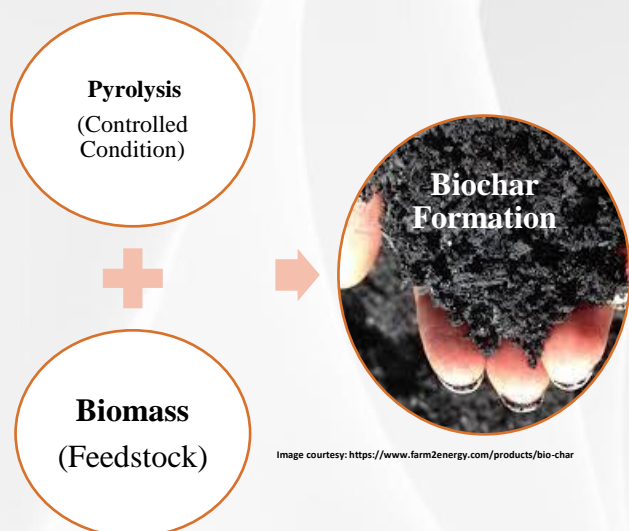 Pyrolysis
(Controlled
Condition)
Biochar
Formation
Biomass
(Feedstock)
Image courtesy: https://www.farm2energy.com/products/bio-char